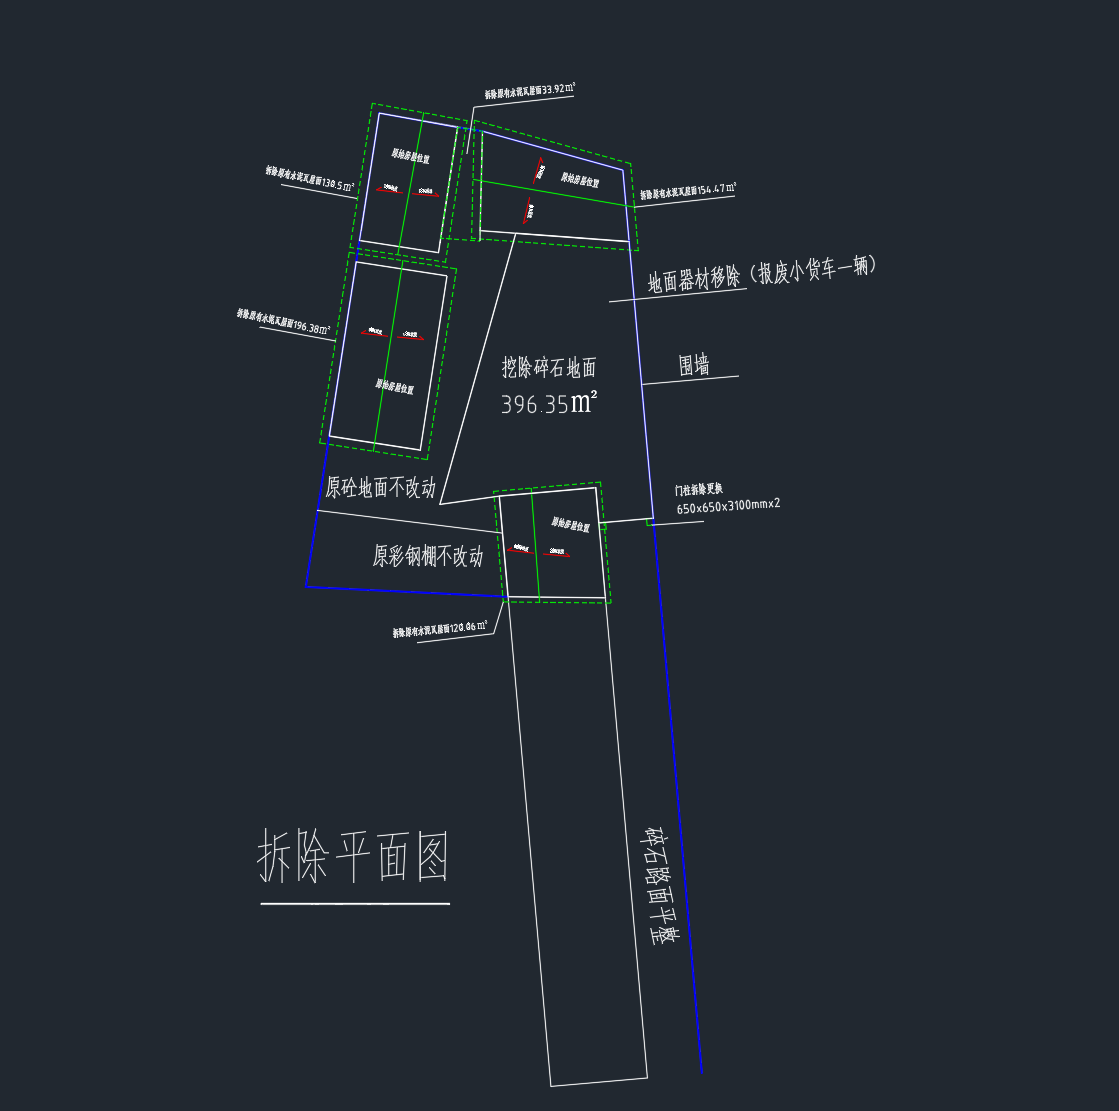 拆除原有水泥瓦屋面33.92m²
原始房屋位置
拆除原有水泥瓦屋面130.5m²
原始房屋位置
拆除原有水泥瓦屋面154.47m²
地面器材移除（报废小货车一辆）
拆除原有水泥瓦屋面196.38m²
围墙
挖除碎石地面
396.35m²
原始房屋位置
原砼地面不改动
门柱拆除更换
650x650x3100mmx2
原始房屋位置
原彩钢棚不改动
拆除原有水泥瓦屋面120.06m²
碎石路面平整
拆除平面图